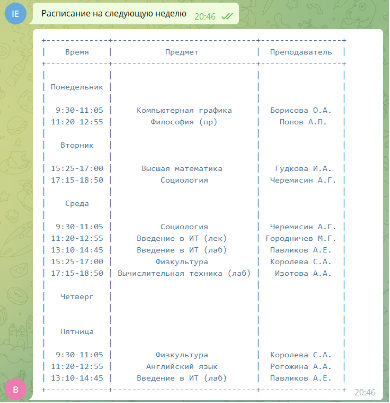 IE
Расписание на следующую неделю
20:46
Время | Предмет | Преподаватель
Понедельник
9:30-11:05 | Компьютерная графика | Борисова О.А.
11:20-12:55 | Философия (пр) | Попов А.П.
Вторник
15:25-17:00 | Высшая математика | Гудкова И.А.
17:15-18:50 | Социология | Черемисин А.Г.
Среда
9:30-11:05 | Социология | Черемисин А.Г.
11:20-12:55 | Введение в ИТ (лек) | Городничев М.Г.
13:10-14:45 | Введение в ИТ (лаб) | Павликов А.Е.
15:25-17:00 | Физкультура | Королева С.А.
17:15-18:50 | Вычислительная техника (лаб) | Изотова А.А.
Четверг
Пятница
9:30-11:05 | Физкультура | Королева С.А.
11:20-12:55 | Английский язык | Рогожина А.А.
13:10-14:45 | Введение в ИТ (лаб) | Павликов А.Е.
В
20:46